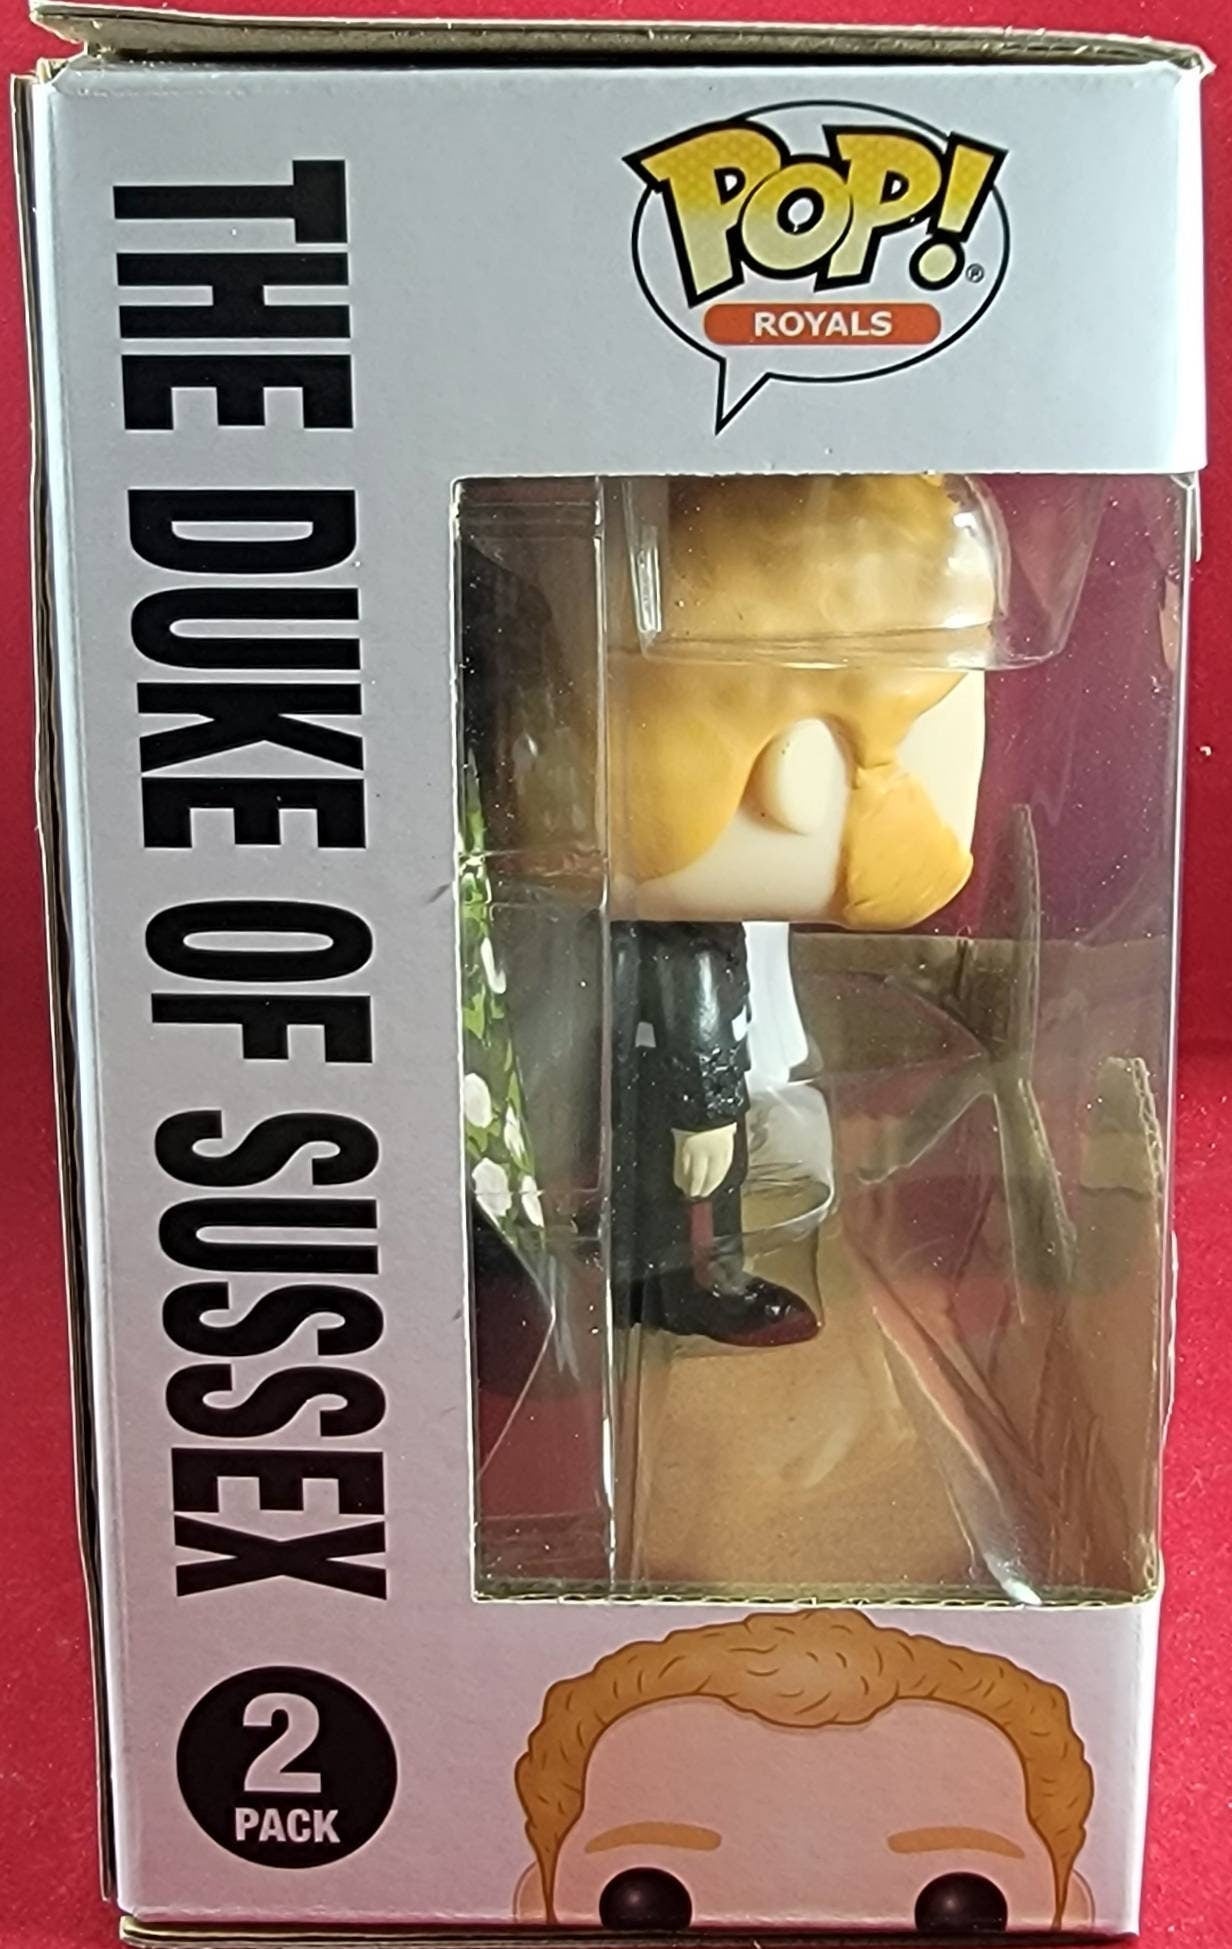 POP!®
ROYALS
THE DUKE OF SUSSEX
2
PACK